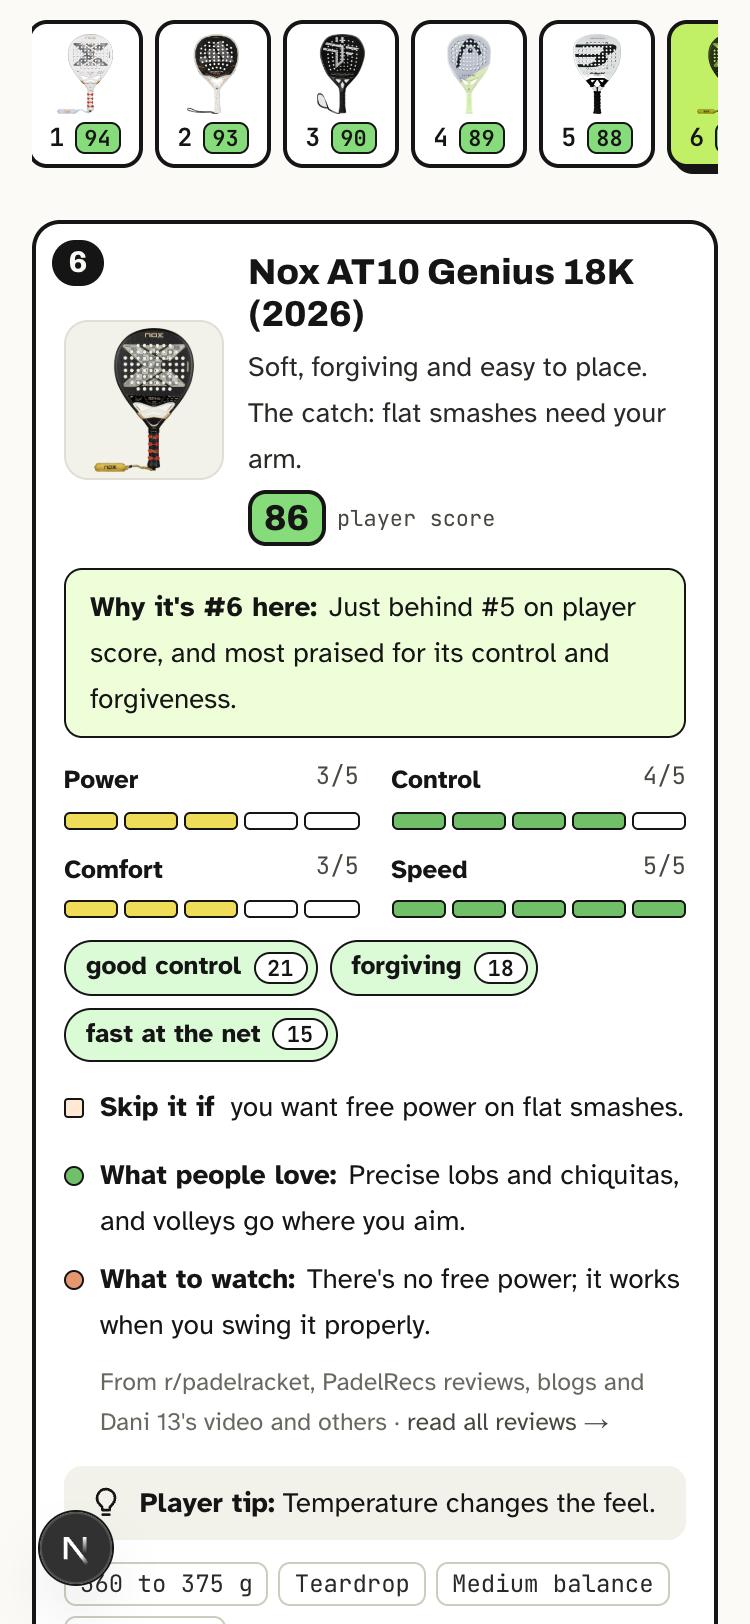 1 94
2 93
3 90
4 89
5 88
6
6
Nox AT10 Genius 18K
(2026)
nox
Soft, forgiving and easy to place.
The catch: flat smashes need your
arm.
86 player score
Why it's #6 here: Just behind #5 on player
score, and most praised for its control and
forgiveness.
Power 3/5 Control 4/5
Comfort 3/5 Speed 5/5
good control 21 forgiving 18
fast at the net 15
Skip it if you want free power on flat smashes.
What people love: Precise lobs and chiquitas,
and volleys go where you aim.
What to watch: There's no free power; it works
when you swing it properly.
From r/padelracket, PadelRecs reviews, blogs and
Dani 13's video and others · read all reviews →
Player tip: Temperature changes the feel.
N
360 to 375 g Teardrop Medium balance